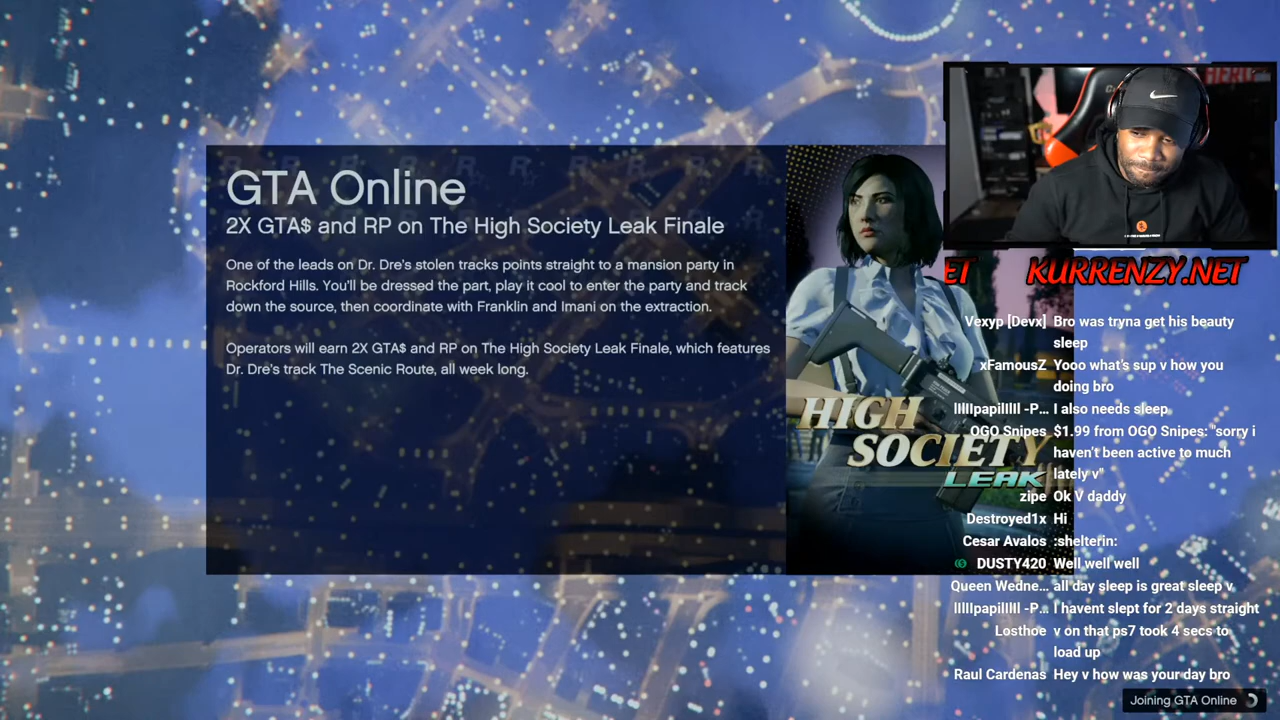 GTA Online
2X GTA$ and RP on The High Society Leak Finale
One of the leads on Dr. Dre's stolen tracks points straight to a mansion party in
Rockford Hills. You'll be dressed the part, play it cool to enter the party and track
down the source, then coordinate with Franklin and Imani on the extraction.
Operators will earn 2X GTA$ and RP on The High Society Leak Finale, which features
Dr. Dre's track The Scenic Route, all week long.
HIGH
SOCIETY
LEAK
ET KURRENZY.NET
Vexyp [Devx] Bro was tryna get his beauty
sleep
xFamousZ Yooo what's sup v how you
doing bro
lllllpapilllll -P... I also needs sleep
OGO Snipes $1.99 from OGO Snipes: "sorry i
haven't been active to much
lately v"
zipe Ok V daddy
Destroyed1x Hi
Cesar Avalos :shelterin:
DUSTY420 Well well well
Queen Wedne... all day sleep is great sleep v
lllllpapilllll -P... I havent slept for 2 days straight
Losthoe v on that ps7 took 4 secs to
load up
Raul Cardenas Hey v how was your day bro
Joining GTA Online